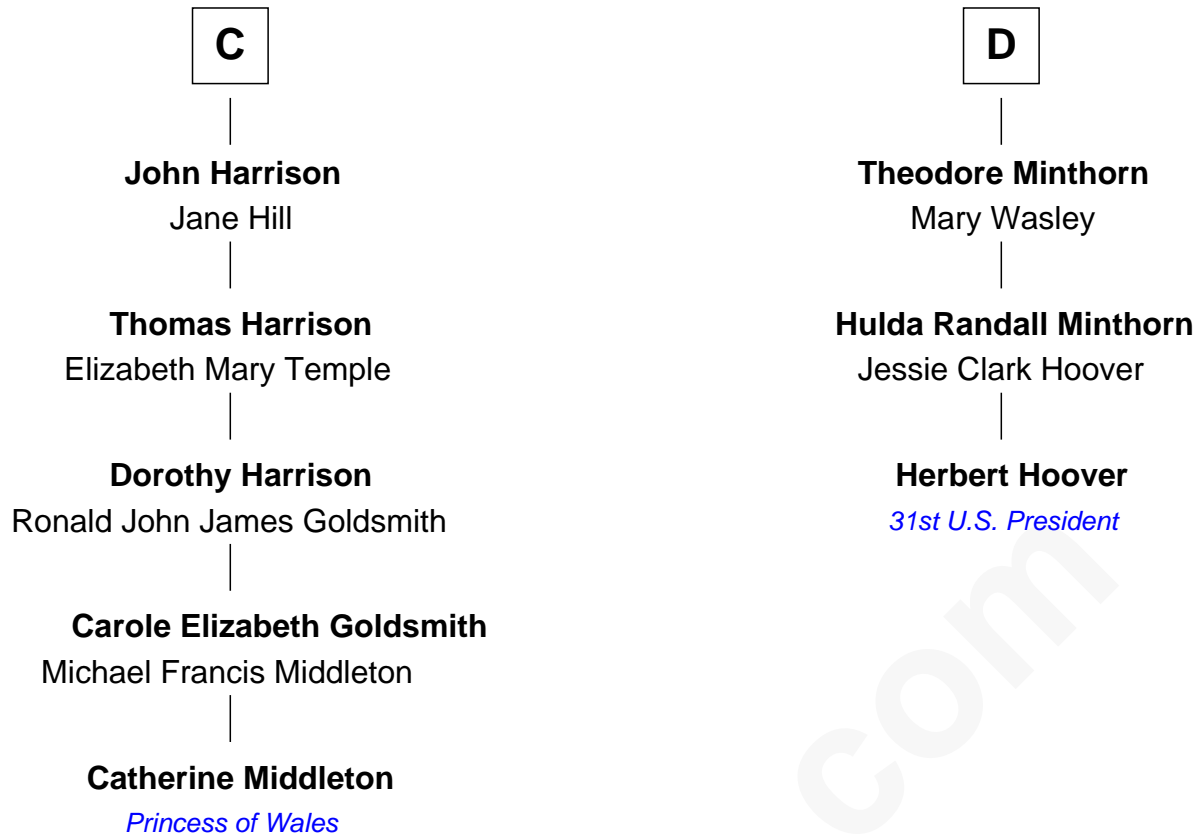 C
John Harrison
Jane Hill
Thomas Harrison
Elizabeth Mary Temple
Dorothy Harrison
Ronald John James Goldsmith
Carole Elizabeth Goldsmith
Michael Francis Middleton
Catherine Middleton
Princess of Wales
D
Theodore Minthorn
Mary Wasley
Hulda Randall Minthorn
Jessie Clark Hoover
Herbert Hoover
31st U.S. President
com